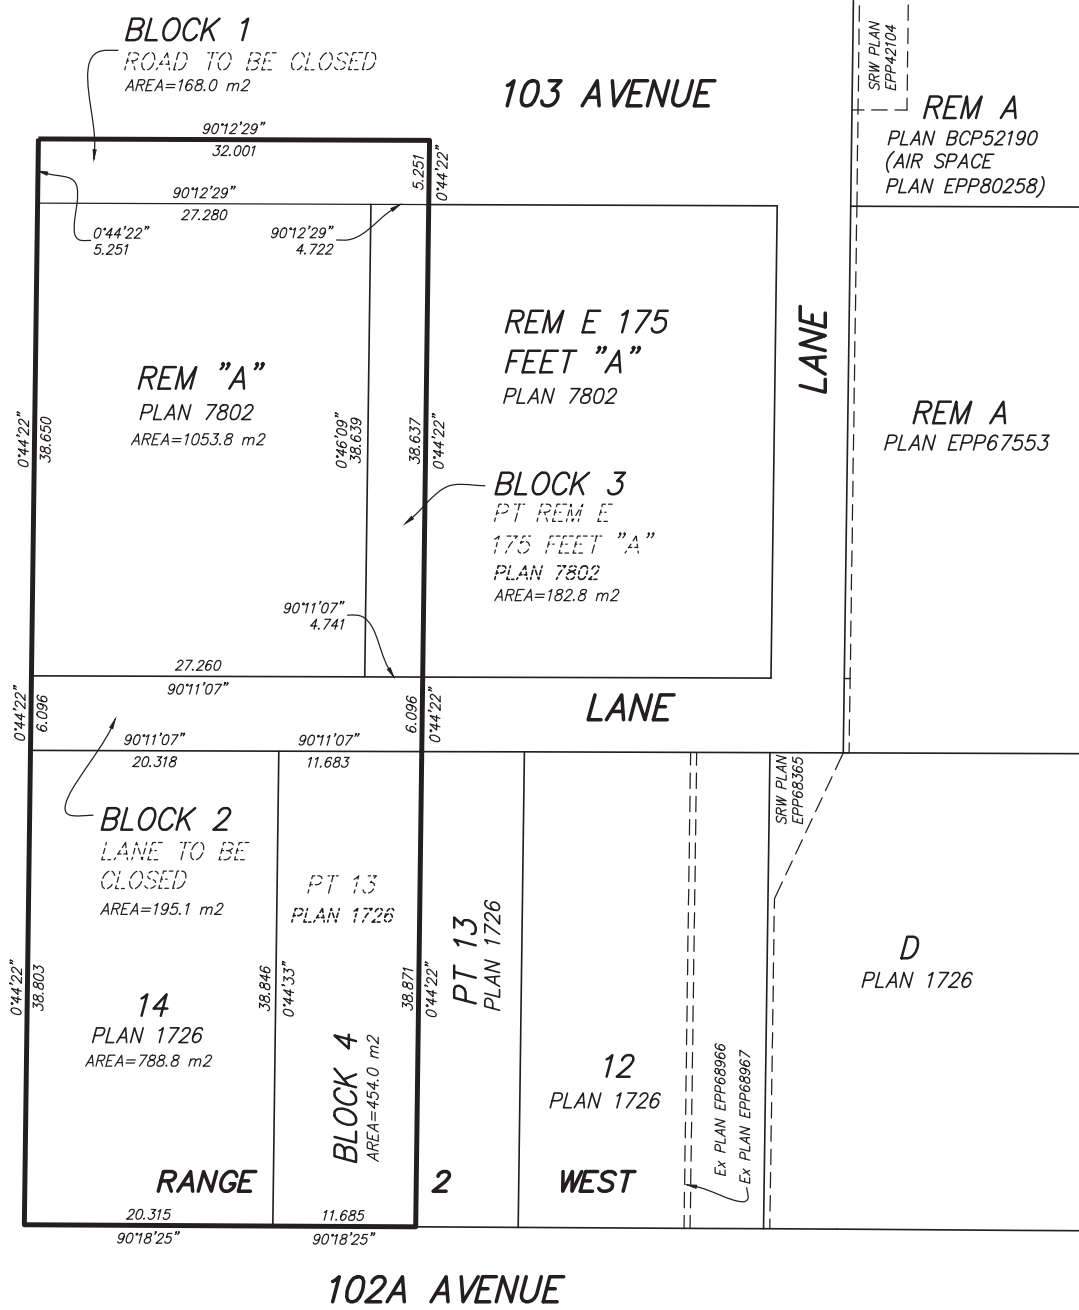 BLOCK 1
ROAD TO BE CLOSED
AREA=168.0 m2
103 AVENUE
SRW PLAN
EPP42104
REM A
PLAN BCP52190
(AIR SPACE
PLAN EPP80258)
90°12'29"
32.001
5.251
0°44'22"
90°12'29"
27.280
0°44'22"
5.251
90°12'29"
4.722
REM E 175
FEET "A"
PLAN 7802
LANE
REM "A"
PLAN 7802
AREA=1053.8 m2
0°44'22"
38.650
0°46'09"
38.639
38.637
0°44'22"
REM A
PLAN EPP67553
BLOCK 3
PT REM E
175 FEET "A"
PLAN 7802
AREA=182.8 m2
90°11'07"
4.741
27.260
90°11'07"
0°44'22"
6.096
6.096
0°44'22"
LANE
90°11'07"
20.318
90°11'07"
11.683
SRW PLAN
EPP68365
BLOCK 2
LANE TO BE
CLOSED
AREA=195.1 m2
PT 13
PLAN 1726
0°44'22"
38.803
38.846
0°44'33"
38.871
0°44'22"
PT 13
PLAN 1726
D
PLAN 1726
14
PLAN 1726
AREA=788.8 m2
BLOCK 4
AREA=454.0 m2
12
PLAN 1726
Ex PLAN EPP68966
Ex PLAN EPP68967
RANGE 2 WEST
20.315
90°18'25"
11.685
90°18'25"
102A AVENUE